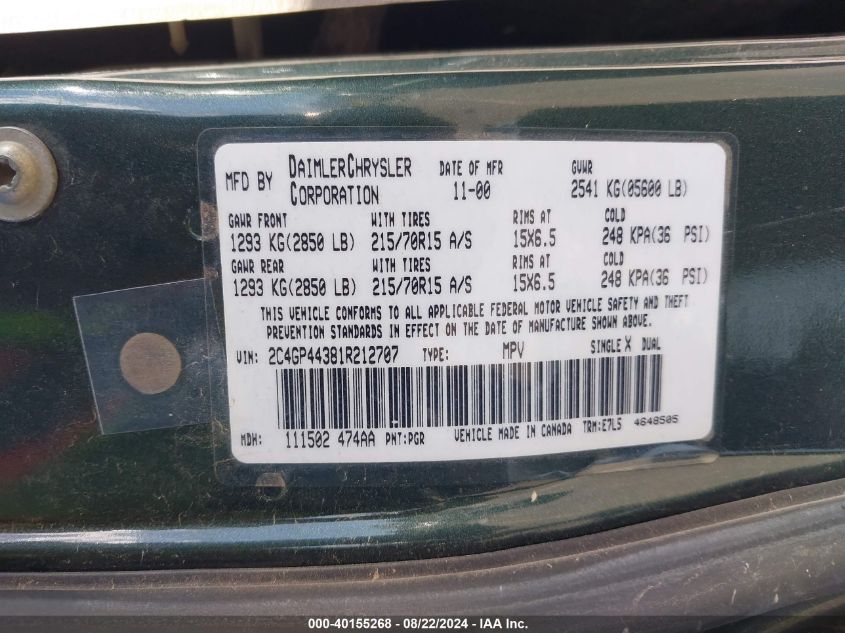 MFD BY DAIMLERCHRYSLER CORPORATION DATE OF MFR 11-00 GVWR 2541 KG(05600 LB)
GAWR FRONT WITH TIRES RIMS AT COLD
1293 KG(2850 LB) 215/70R15 A/S 15X6.5 248 KPA(36 PSI)
GAWR REAR WITH TIRES RIMS AT COLD
1293 KG(2850 LB) 215/70R15 A/S 15X6.5 248 KPA(36 PSI)
THIS VEHICLE CONFORMS TO ALL APPLICABLE FEDERAL MOTOR VEHICLE SAFETY AND THEFT
PREVENTION STANDARDS IN EFFECT ON THE DATE OF MANUFACTURE SHOWN ABOVE.
VIN: 2C4GP44381R212707 TYPE: MPV SINGLE X DUAL
MDH: 111502 474AA PNT:PGR VEHICLE MADE IN CANADA TRM:E7L5 4648505
000-40155268 - 08/22/2024 - IAA Inc.